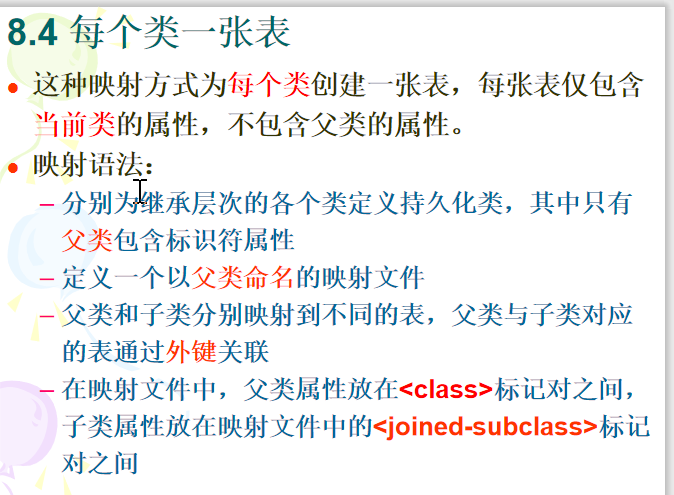 8.4 每个类一张表
• 这种映射方式为每个类创建一张表，每张表仅包含
当前类的属性，不包含父类的属性。
• 映射语法：
– 分别为继承层次的各个类定义持久化类，其中只有
父类包含标识符属性
– 定义一个以父类命名的映射文件
– 父类和子类分别映射到不同的表，父类与子类对应
的表通过外键关联
– 在映射文件中，父类属性放在<class>标记对之间，
子类属性放在映射文件中的<joined-subclass>标记
对之间